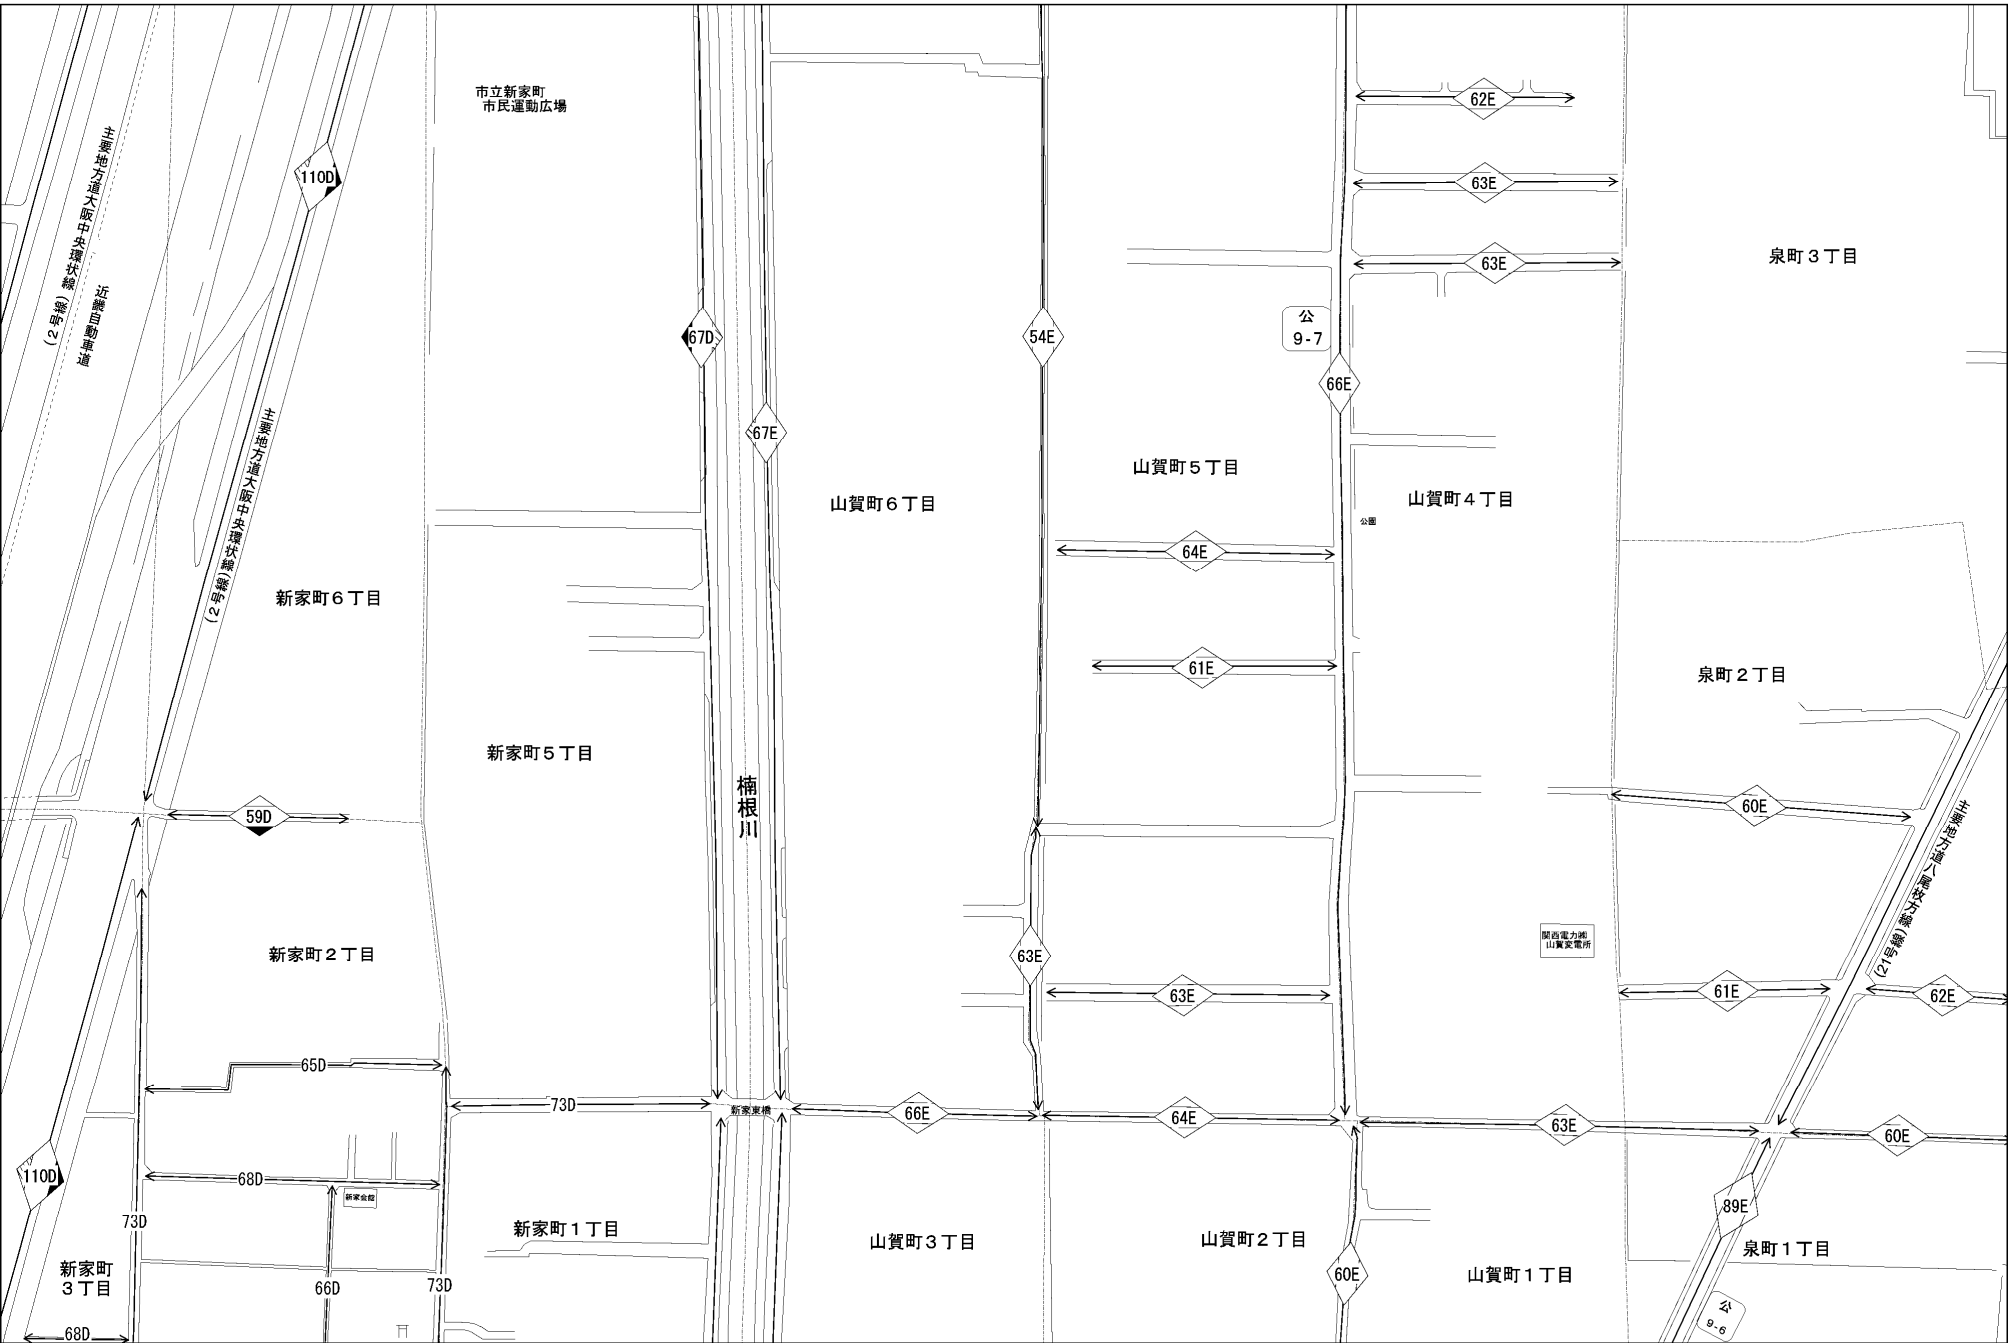 市立新家町
市民運動広場
62E
主要地方道大阪中央環状線
(2号線)
110D
63E
63E
泉町3丁目
近畿自動車道
公
9-7
67D
54E
66E
主要地方道大阪中央環状線
(2号線)
67E
山賀町5丁目
山賀町6丁目
山賀町4丁目
公園
64E
新家町6丁目
61E
泉町2丁目
新家町5丁目
楠根川
59D
60E
主要地方道八尾枚方線
(21号線)
関西電力㈱
山賀変電所
新家町2丁目
63E
63E
61E
62E
65D
73D
新家東橋
66E
64E
63E
60E
110D
68D
新家会館
73D
89E
新家町1丁目
山賀町3丁目
山賀町2丁目
泉町1丁目
新家町
3丁目
66D
73D
60E
山賀町1丁目
公
9-6
68D